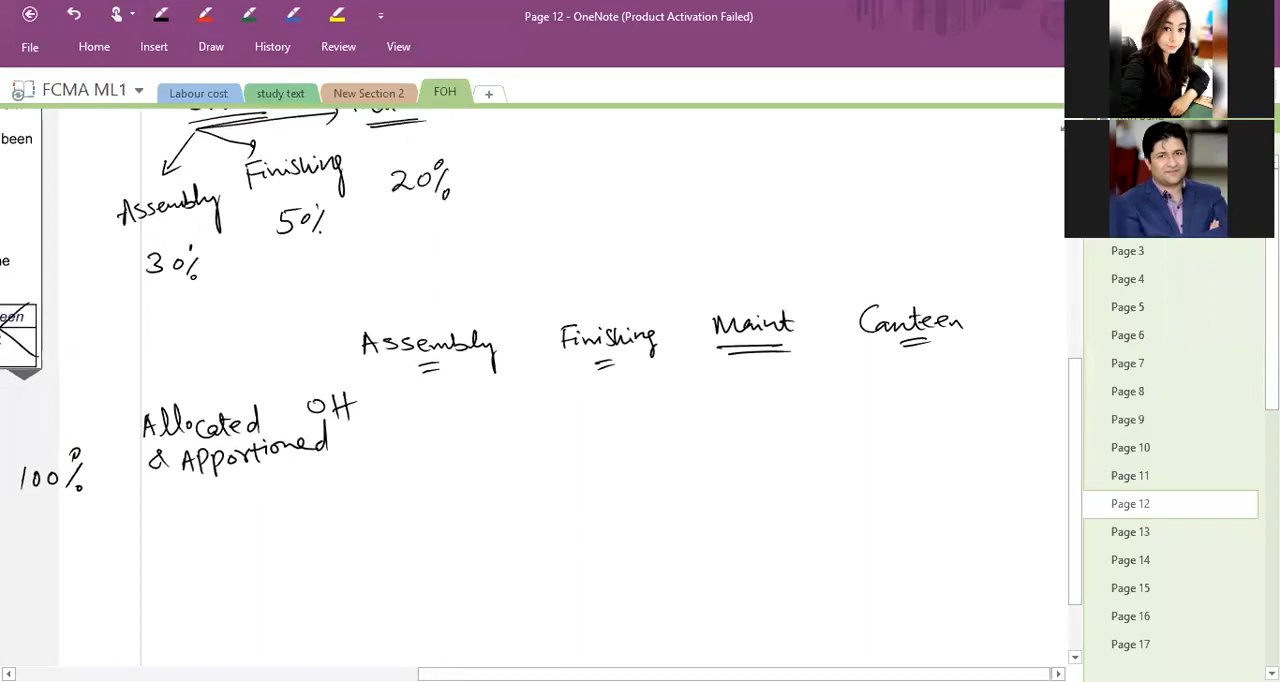 Page 12 - OneNote (Product Activation Failed)
File Home Insert Draw History Review View
FCMA ML1 Labour cost study text New Section 2 FOH
been
Assembly Finishing 20%
30% 50%
Assembly Finishing Maint Canteen
Allocated OH
& Apportioned
100%
Page 3
Page 4
Page 5
Page 6
Page 7
Page 8
Page 9
Page 10
Page 11
Page 12
Page 13
Page 14
Page 15
Page 16
Page 17